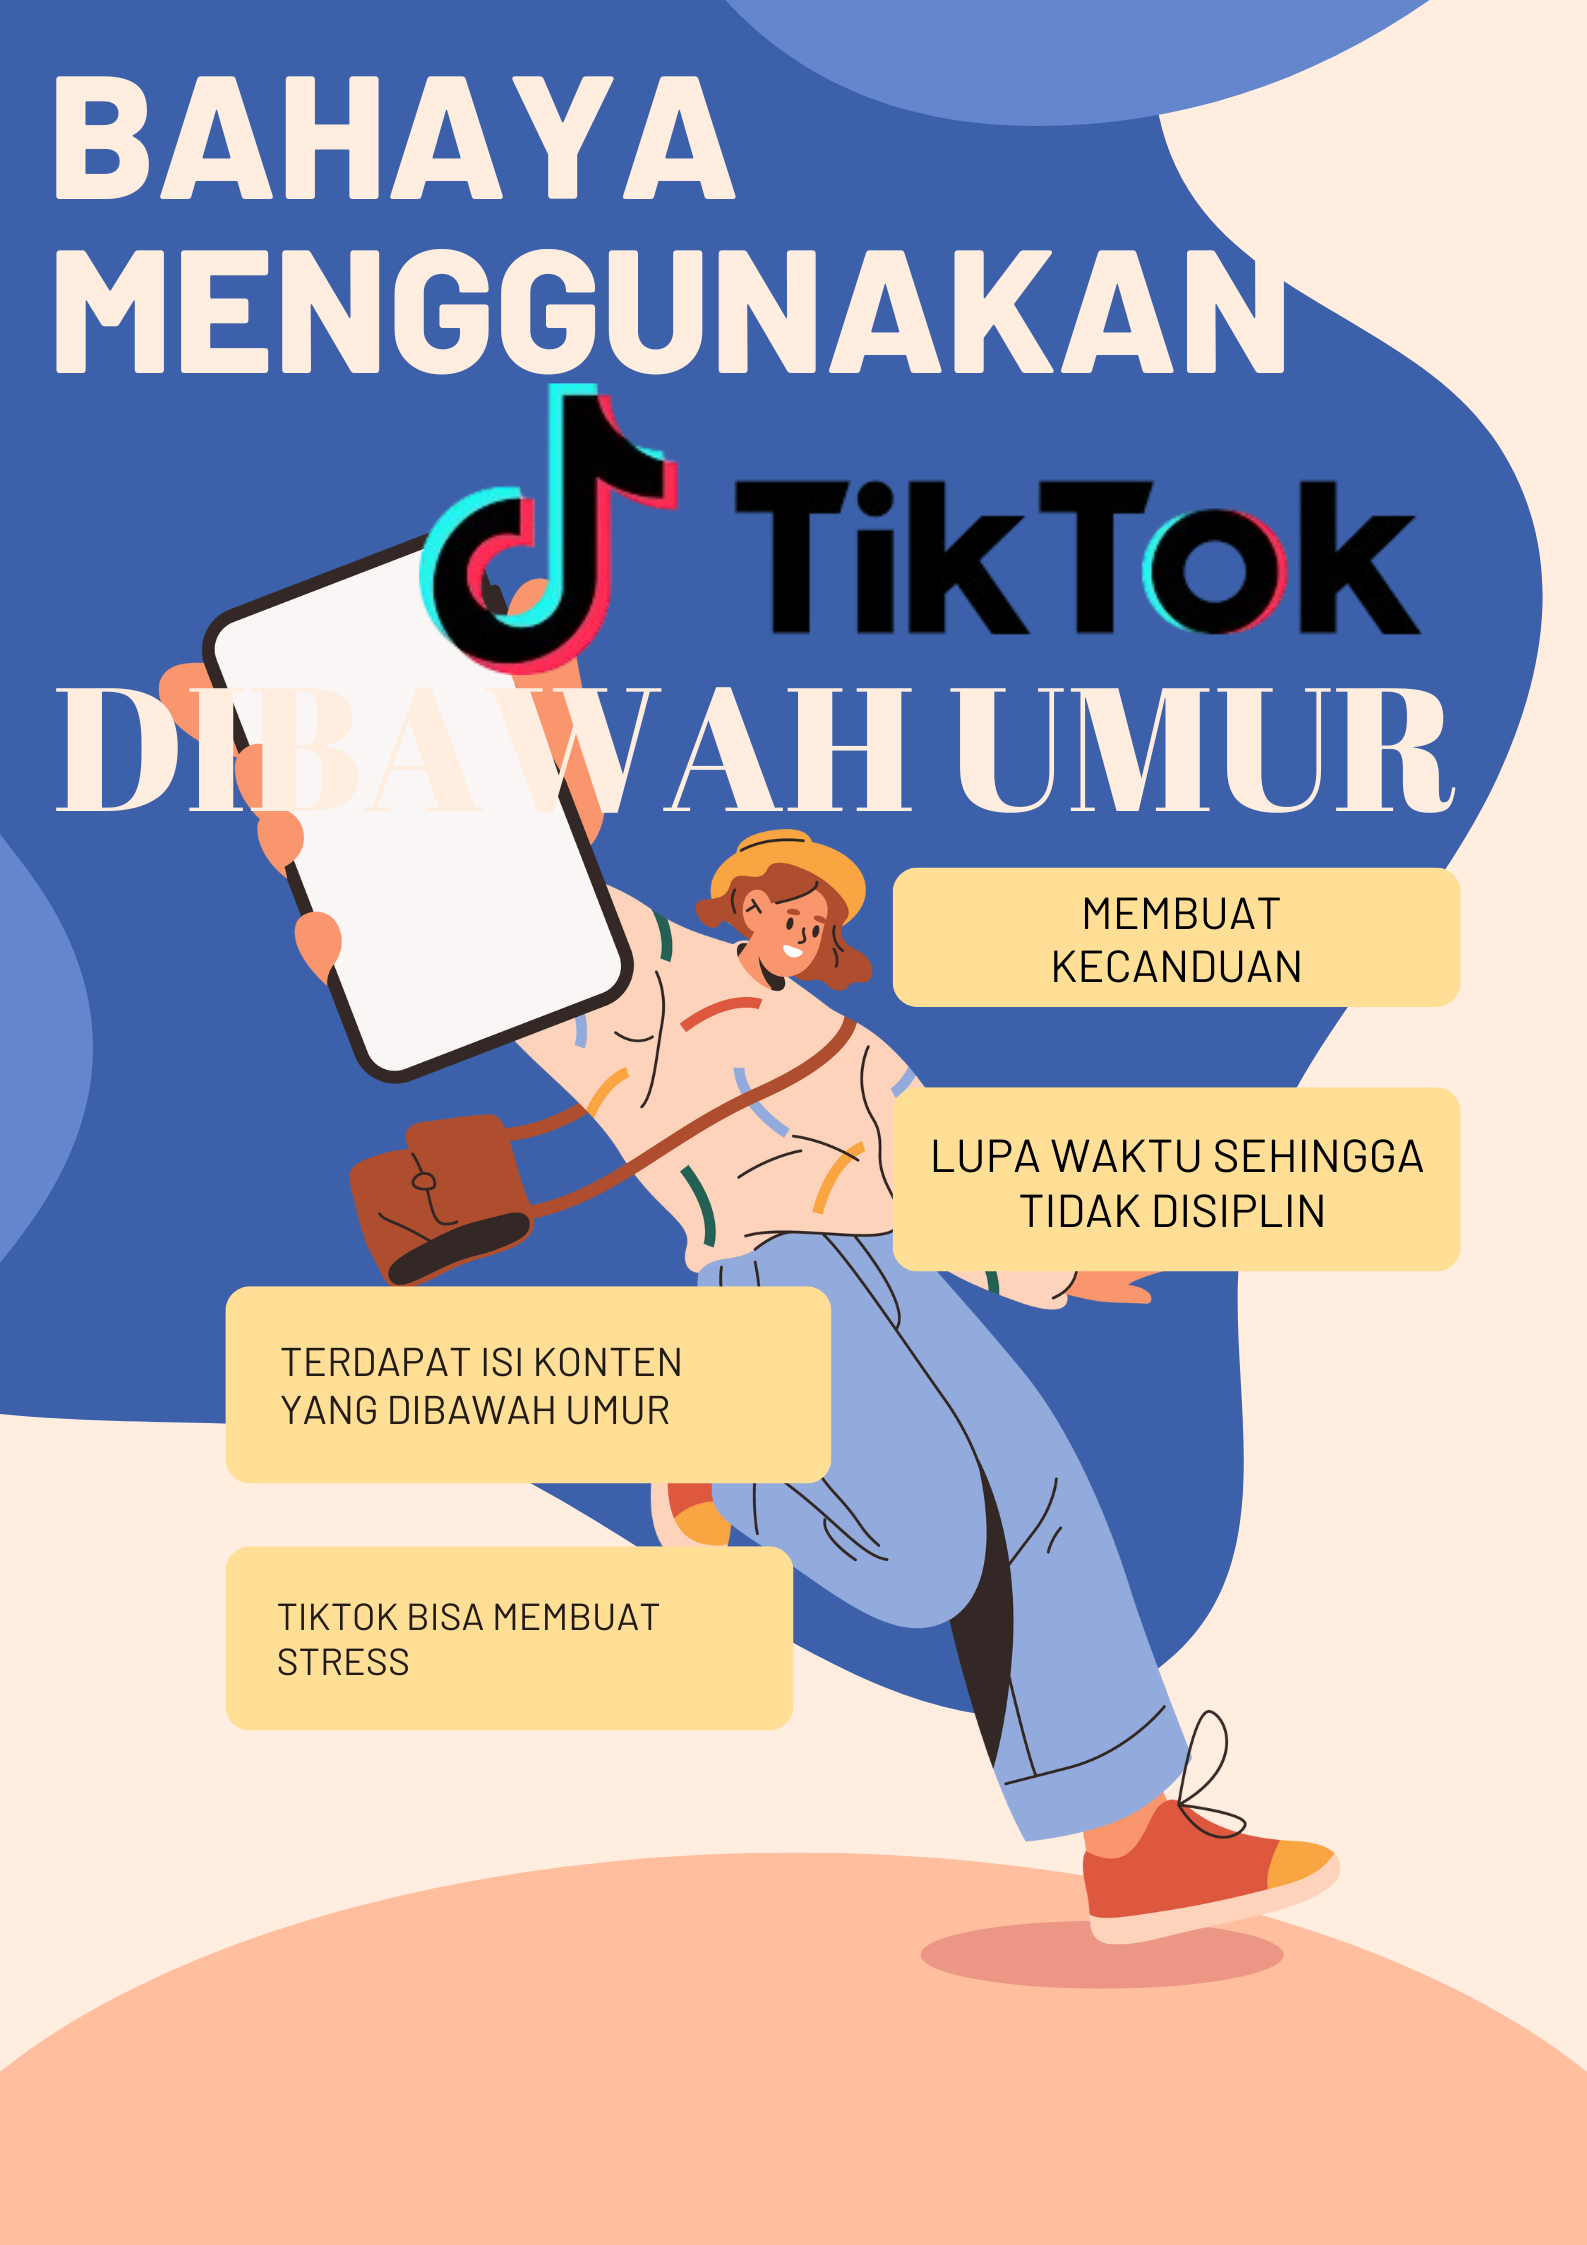 BAHAYA
MENGGUNAKAN
TikTok
DIBAWAH UMUR
MEMBUAT
KECANDUAN
LUPA WAKTU SEHINGGA
TIDAK DISIPLIN
TERDAPAT ISI KONTEN
YANG DIBAWAH UMUR
TIKTOK BISA MEMBUAT
STRESS